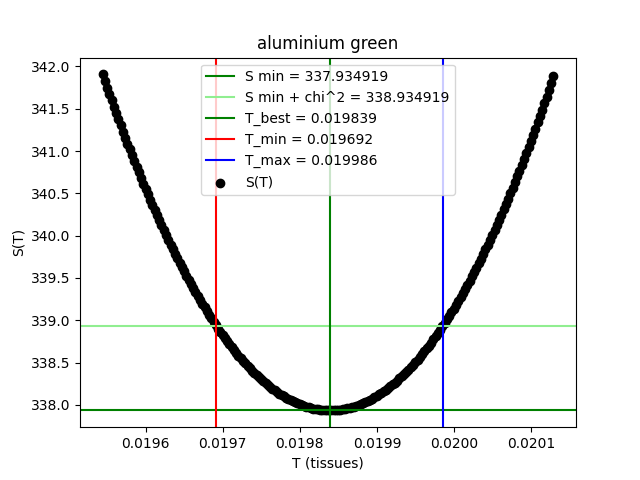 aluminium green
S min = 337.934919
S min + chi^2 = 338.934919
T_best = 0.019839
T_min = 0.019692
T_max = 0.019986
S(T)
342.0
341.5
341.0
340.5
340.0
339.5
339.0
338.5
338.0
S(T)
0.0196 0.0197 0.0198 0.0199 0.0200 0.0201
T (tissues)